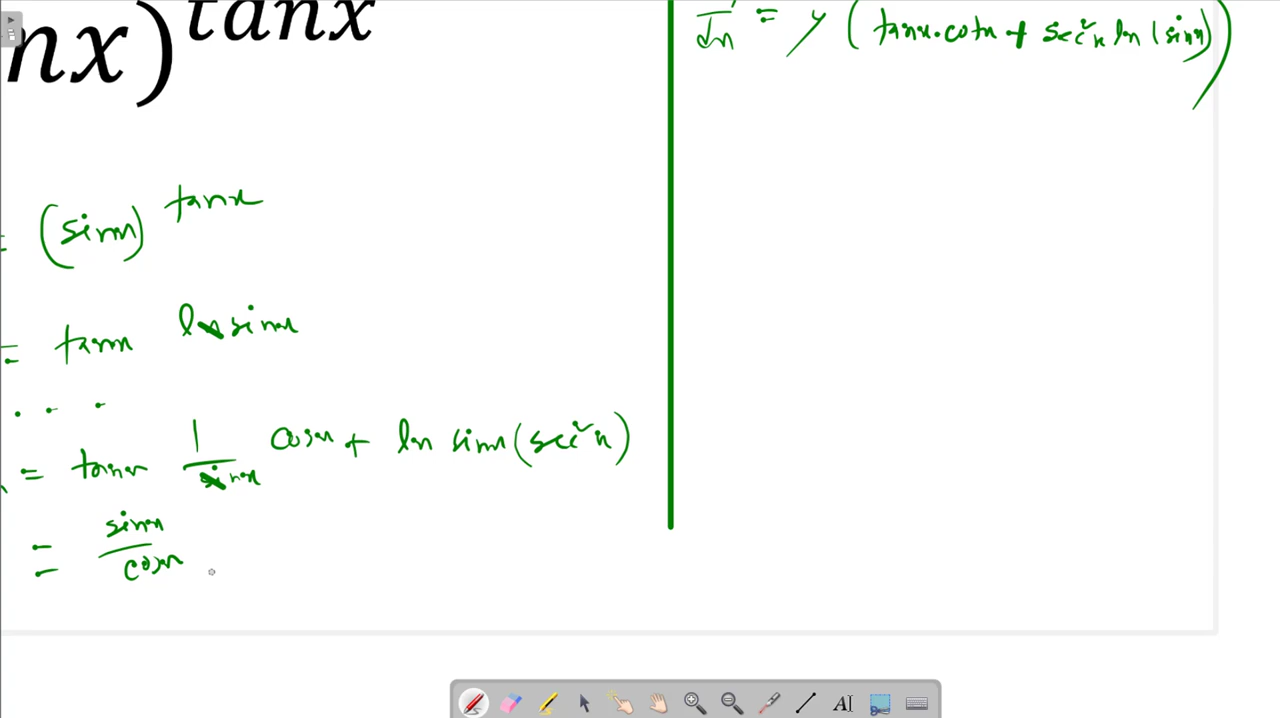 nx)^tanx
= (sinx)^tanx
= tanx ln sinx
= tanx 1/sinx cosx + ln sinx (sec²x)
= sinx/cosx
/dx = y (tanx.cotx + sec²x ln (sinx))
AI